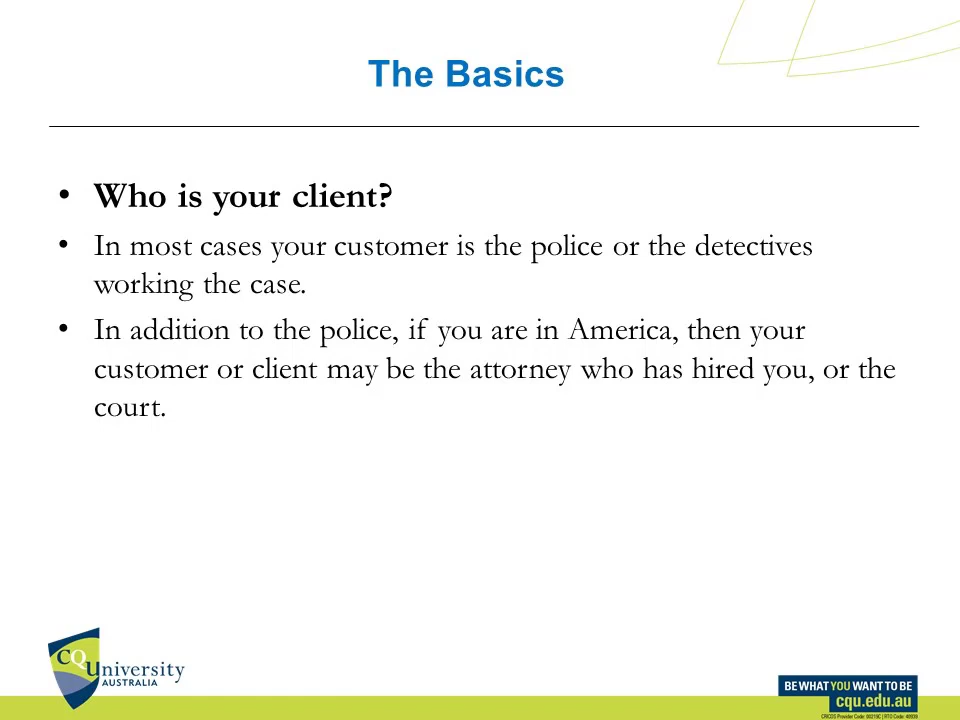 The Basics
• Who is your client?
• In most cases your customer is the police or the detectives
working the case.
• In addition to the police, if you are in America, then your
customer or client may be the attorney who has hired you, or the
court.
CQUniversity
AUSTRALIA
BE WHAT YOU WANT TO BE
cqu.edu.au